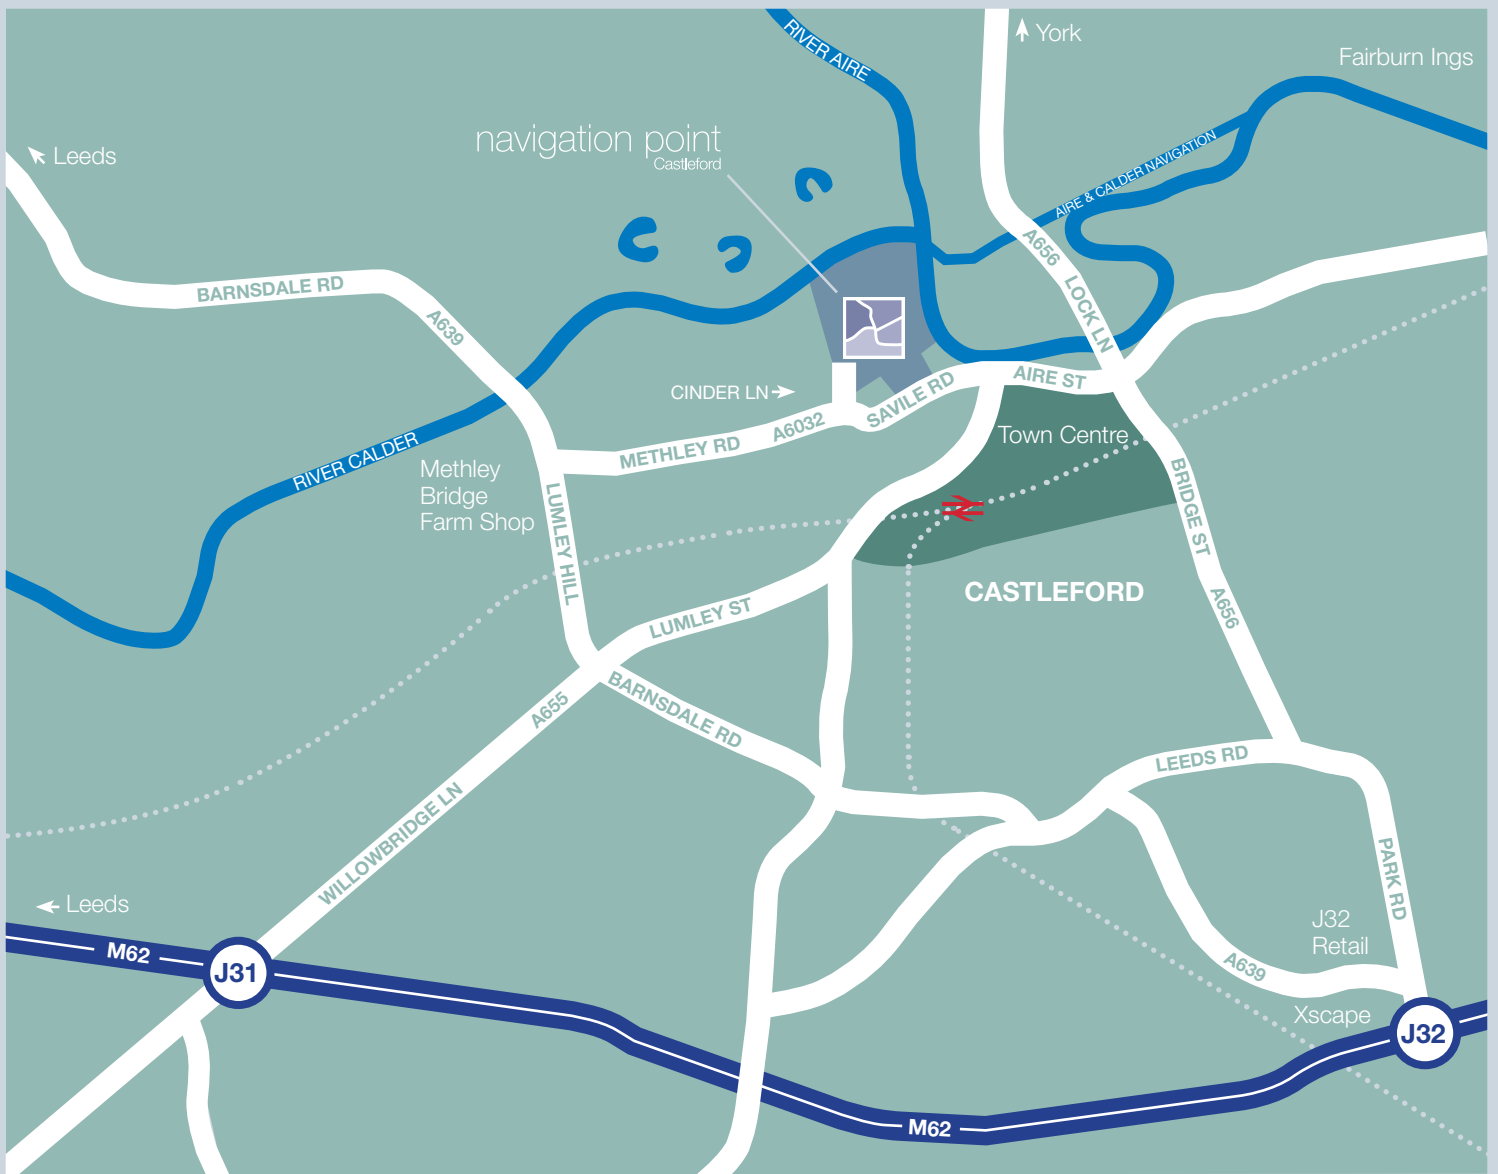 RIVER AIRE
York
Fairburn Ings
navigation point
Castleford
Leeds
AIRE & CALDER NAVIGATION
A656
LOCK LN
BARNSDALE RD
A639
CINDER LN
SAVILE RD
AIRE ST
METHLEY RD
A6032
Town Centre
RIVER CALDER
Methley
Bridge
Farm Shop
LUMLEY HILL
BRIDGE ST
CASTLEFORD
A656
LUMLEY ST
BARNSDALE RD
A655
LEEDS RD
WILLOWBRIDGE LN
PARK RD
Leeds
M62
J31
J32
Retail
A639
Xscape
J32
M62